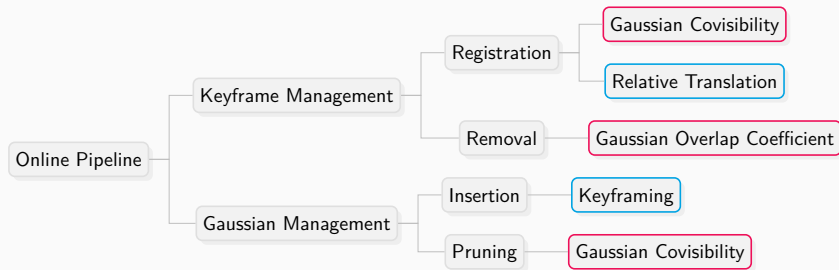 Online Pipeline
Keyframe Management
Registration
Gaussian Covisibility
Relative Translation
Removal
Gaussian Overlap Coefficient
Gaussian Management
Insertion
Keyframing
Pruning
Gaussian Covisibility